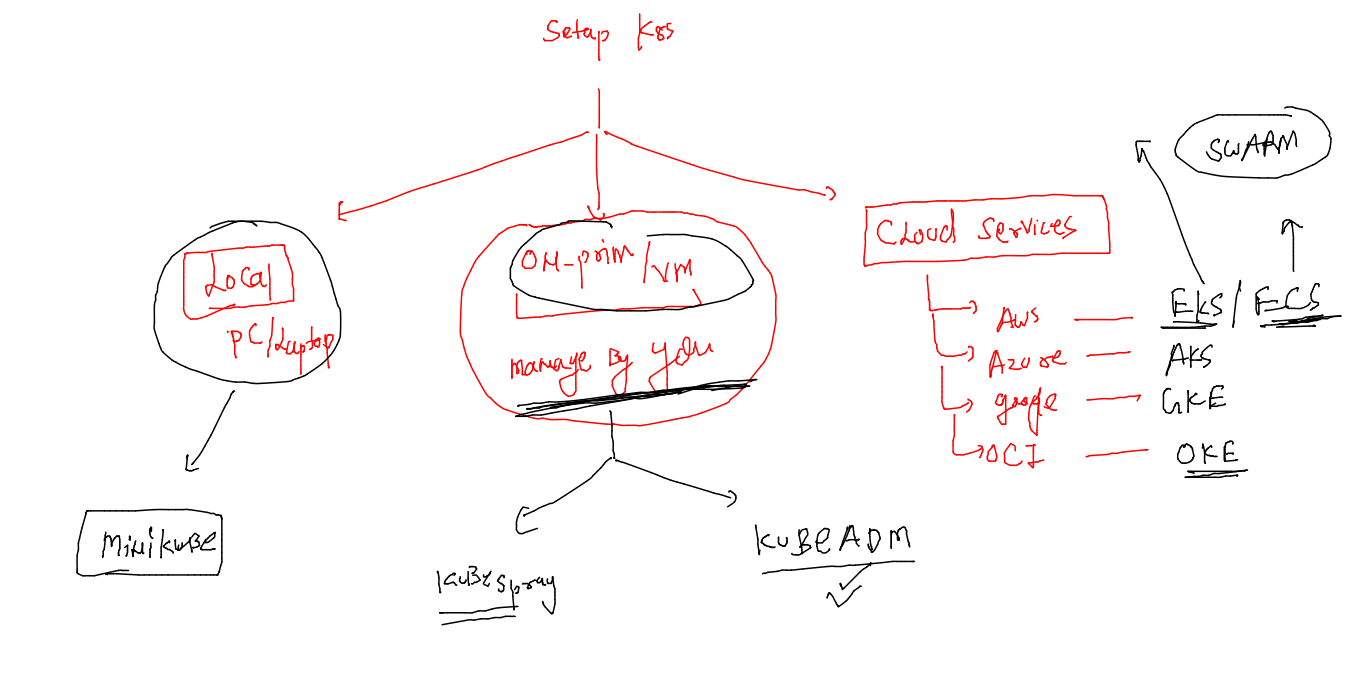 Setap K8s
SWARM
Local
PC/Laptop
ON-prim/VM
manage By you
Cloud Services
AWS
EKS/ECS
Azure
AKS
google
GKE
OCI
OKE
MiNikuBe
KuBeSpray
KuBeADM